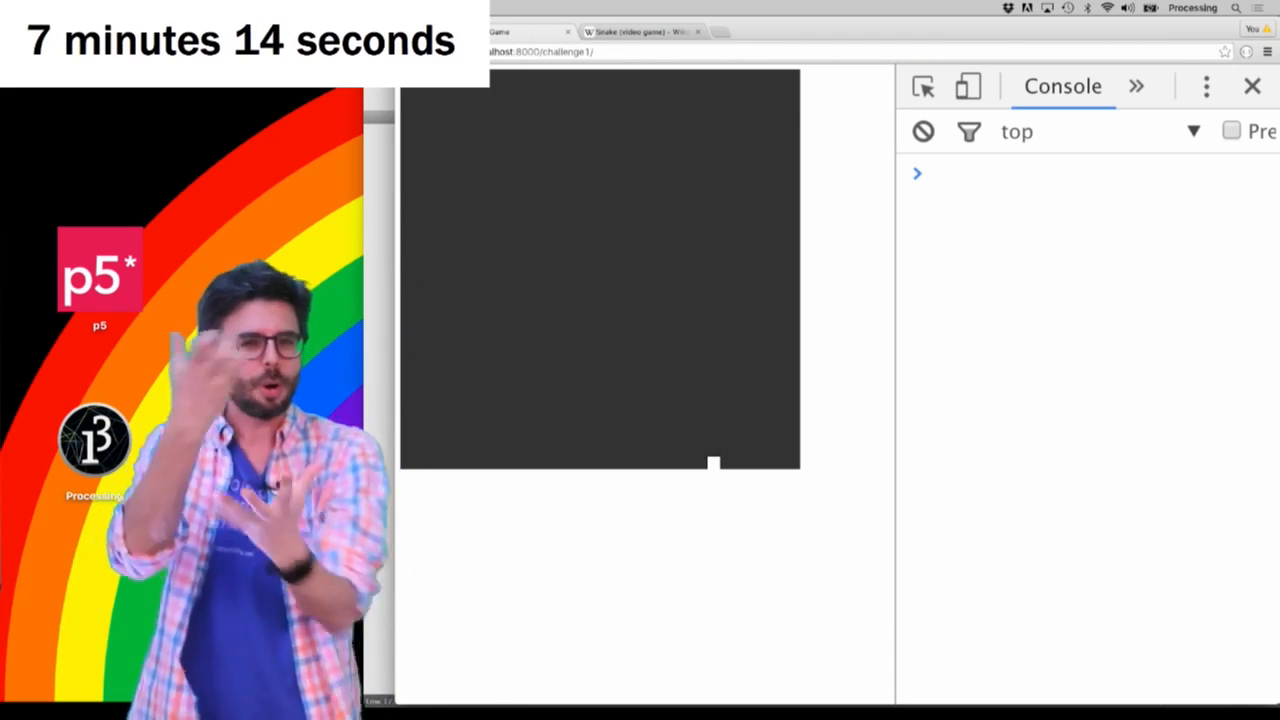 7 minutes 14 seconds
Processing
Game
Snake (video game) - Wiki
You
lhost:8000/challenge1/
Console
top
Pre
p5*
p5
Processing